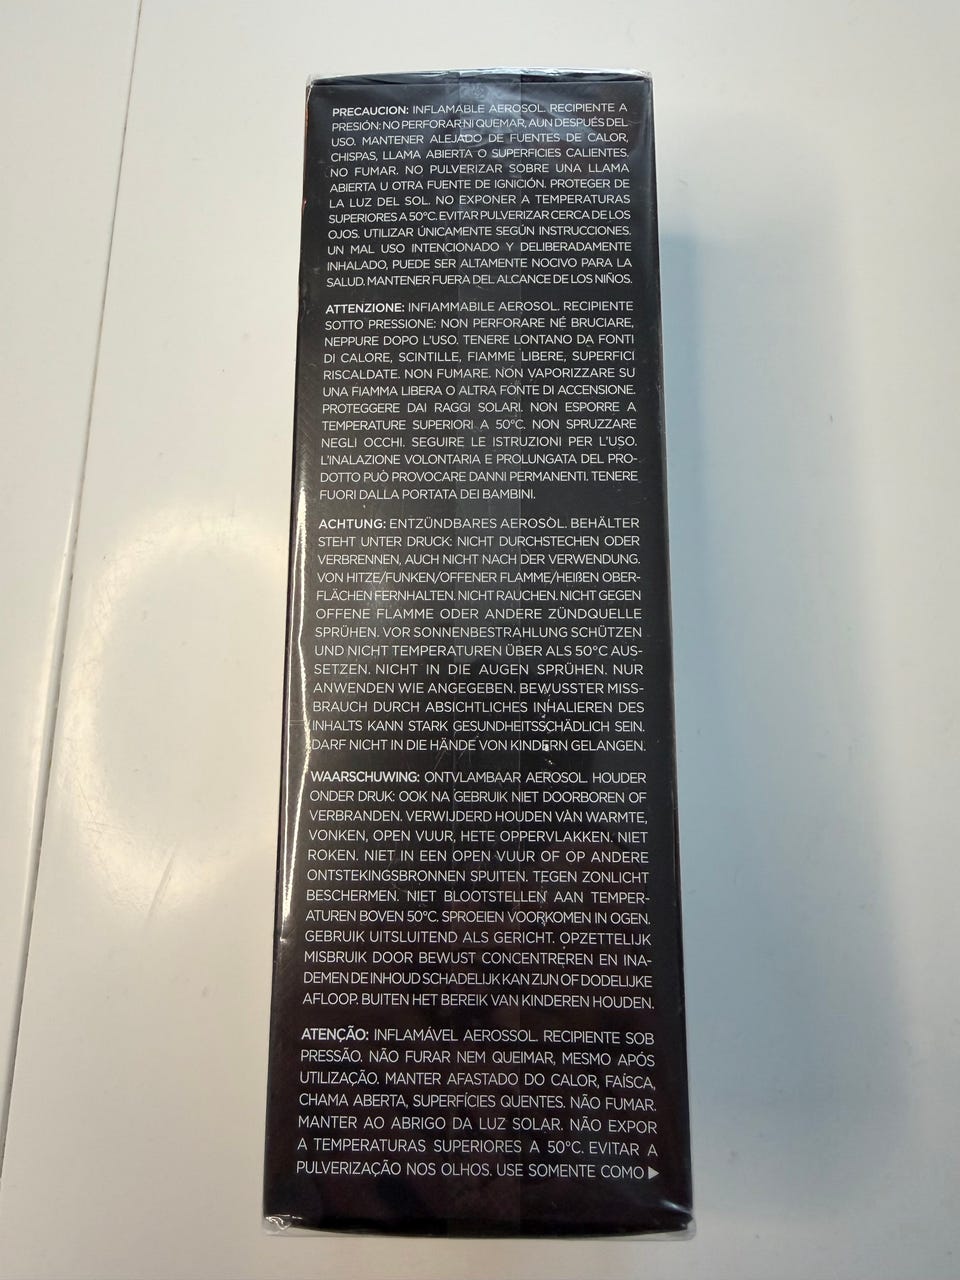 PRECAUCION: INFLAMABLE AEROSOL. RECIPIENTE A
PRESIÓN: NO PERFORAR NI QUEMAR, AUN DESPUÉS DEL
USO. MANTENER ALEJADO DE FUENTES DE CALOR,
CHISPAS, LLAMA ABIERTA O SUPERFICIES CALIENTES.
NO FUMAR. NO PULVERIZAR SOBRE UNA LLAMA
ABIERTA U OTRA FUENTE DE IGNICIÓN. PROTEGER DE
LA LUZ DEL SOL. NO EXPONER A TEMPERATURAS
SUPERIORES A 50°C. EVITAR PULVERIZAR CERCA DE LOS
OJOS. UTILIZAR ÚNICAMENTE SEGÚN INSTRUCCIONES.
UN MAL USO INTENCIONADO Y DELIBERADAMENTE
INHALADO, PUEDE SER ALTAMENTE NOCIVO PARA LA
SALUD. MANTENER FUERA DEL ALCANCE DE LOS NIÑOS.
ATTENZIONE: INFIAMMABILE AEROSOL. RECIPIENTE
SOTTO PRESSIONE: NON PERFORARE NÉ BRUCIARE,
NEPPURE DOPO L'USO. TENERE LONTANO DA FONTI
DI CALORE, SCINTILLE, FIAMME LIBERE, SUPERFICI
RISCALDATE. NON FUMARE. NON VAPORIZZARE SU
UNA FIAMMA LIBERA O ALTRA FONTE DI ACCENSIONE.
PROTEGGERE DAI RAGGI SOLARI. NON ESPORRE A
TEMPERATURE SUPERIORI A 50°C. NON SPRUZZARE
NEGLI OCCHI. SEGUIRE LE ISTRUZIONI PER L'USO.
L'INALAZIONE VOLONTARIA E PROLUNGATA DEL PRO-
DOTTO PUÒ PROVOCARE DANNI PERMANENTI. TENERE
FUORI DALLA PORTATA DEI BAMBINI.
ACHTUNG: ENTZÜNDBARES AEROSOL. BEHÄLTER
STEHT UNTER DRUCK: NICHT DURCHSTECHEN ODER
VERBRENNEN, AUCH NICHT NACH DER VERWENDUNG.
VON HITZE/FUNKEN/OFFENER FLAMME/HEIßEN OBER-
FLÄCHEN FERNHALTEN. NICHT RAUCHEN. NICHT GEGEN
OFFENE FLAMME ODER ANDERE ZÜNDQUELLE
SPRÜHEN. VOR SONNENBESTRAHLUNG SCHÜTZEN
UND NICHT TEMPERATUREN ÜBER ALS 50°C AUS-
SETZEN. NICHT IN DIE AUGEN SPRÜHEN. NUR
ANWENDEN WIE ANGEGEBEN. BEWUSSTER MISS-
BRAUCH DURCH ABSICHTLICHES INHALIEREN DES
INHALTS KANN STARK GESUNDHEITSSCHÄDLICH SEIN.
DARF NICHT IN DIE HÄNDE VON KINDERN GELANGEN.
WAARSCHUWING: ONTVLAMBAAR AEROSOL. HOUDER
ONDER DRUK: OOK NA GEBRUIK NIET DOORBOREN OF
VERBRANDEN. VERWIJDERD HOUDEN VAN WARMTE,
VONKEN, OPEN VUUR, HETE OPPERVLAKKEN. NIET
ROKEN. NIET IN EEN OPEN VUUR OF OP ANDERE
ONTSTEKINGSBRONNEN SPUITEN. TEGEN ZONLICHT
BESCHERMEN. NIET BLOOTSTELLEN AAN TEMPER-
ATUREN BOVEN 50°C. SPROEIEN VOORKOMEN IN OGEN.
GEBRUIK UITSLUITEND ALS GERICHT. OPZETTELIJK
MISBRUIK DOOR BEWUST CONCENTREREN EN INA-
DEMEN DE INHOUD SCHADELIJK KAN ZIJN OF DODELIJKE
AFLOOP. BUITEN HET BEREIK VAN KINDEREN HOUDEN.
ATENÇÃO: INFLAMÁVEL AEROSSOL. RECIPIENTE SOB
PRESSÃO. NÃO FURAR NEM QUEIMAR, MESMO APÓS
UTILIZAÇÃO. MANTER AFASTADO DO CALOR, FAÍSCA,
CHAMA ABERTA, SUPERFÍCIES QUENTES. NÃO FUMAR.
MANTER AO ABRIGO DA LUZ SOLAR. NÃO EXPOR
A TEMPERATURAS SUPERIORES A 50°C. EVITAR A
PULVERIZAÇÃO NOS OLHOS. USE SOMENTE COMO ▶